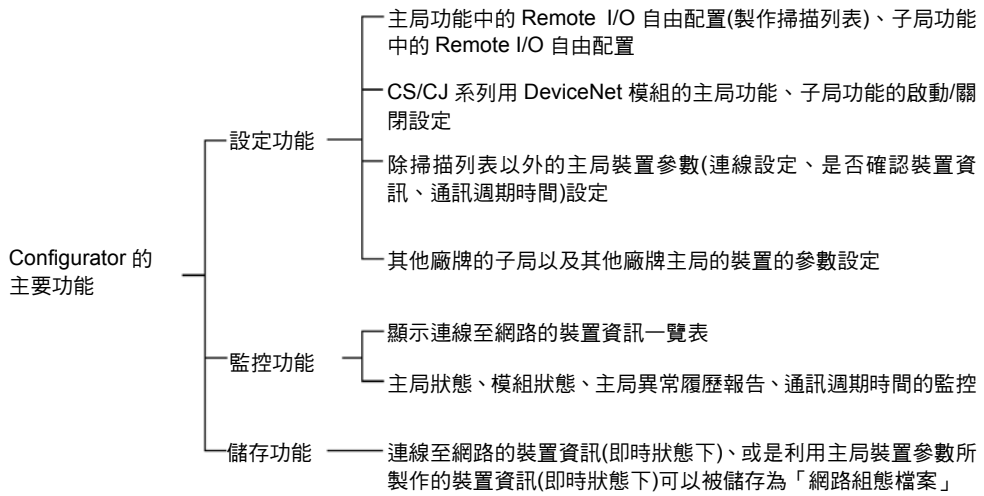 主局功能中的 Remote I/O 自由配置(製作掃描列表)、子局功能
中的 Remote I/O 自由配置
CS/CJ 系列用 DeviceNet 模組的主局功能、子局功能的啟動/關
閉設定
設定功能
除掃描列表以外的主局裝置參數(連線設定、是否確認裝置資
訊、通訊週期時間)設定
Configurator 的
主要功能
其他廠牌的子局以及其他廠牌主局的裝置的參數設定
顯示連線至網路的裝置資訊一覽表
監控功能
主局狀態、模組狀態、主局異常履歷報告、通訊週期時間的監控
儲存功能
連線至網路的裝置資訊(即時狀態下)、或是利用主局裝置參數所
製作的裝置資訊(即時狀態下)可以被儲存為「網路組態檔案」